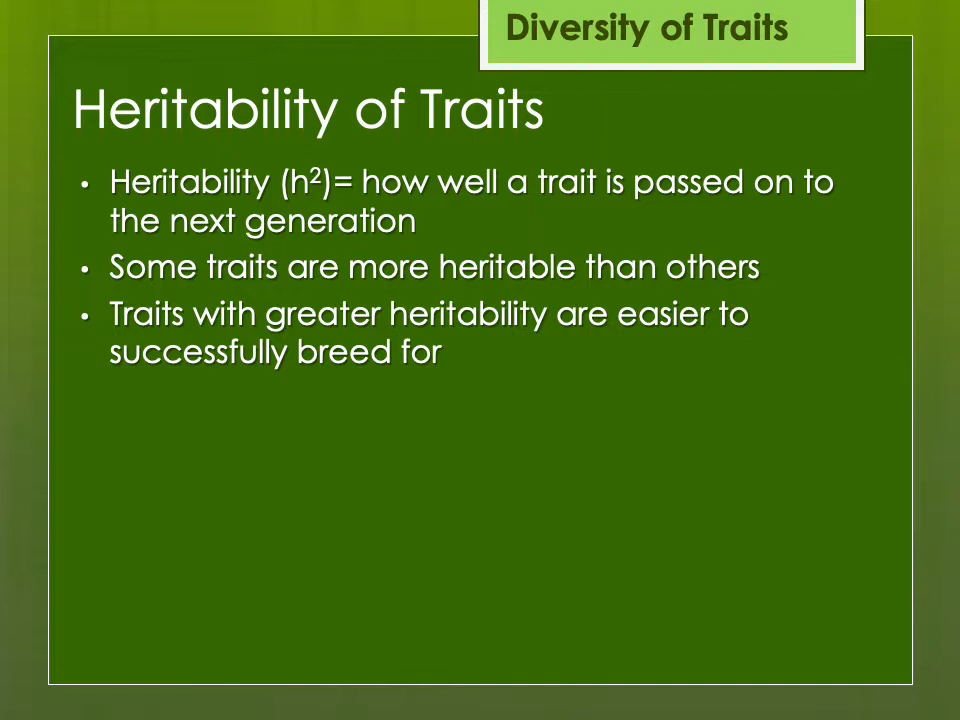 Diversity of Traits
Heritability of Traits
• Heritability (h²)= how well a trait is passed on to
the next generation
• Some traits are more heritable than others
• Traits with greater heritability are easier to
successfully breed for